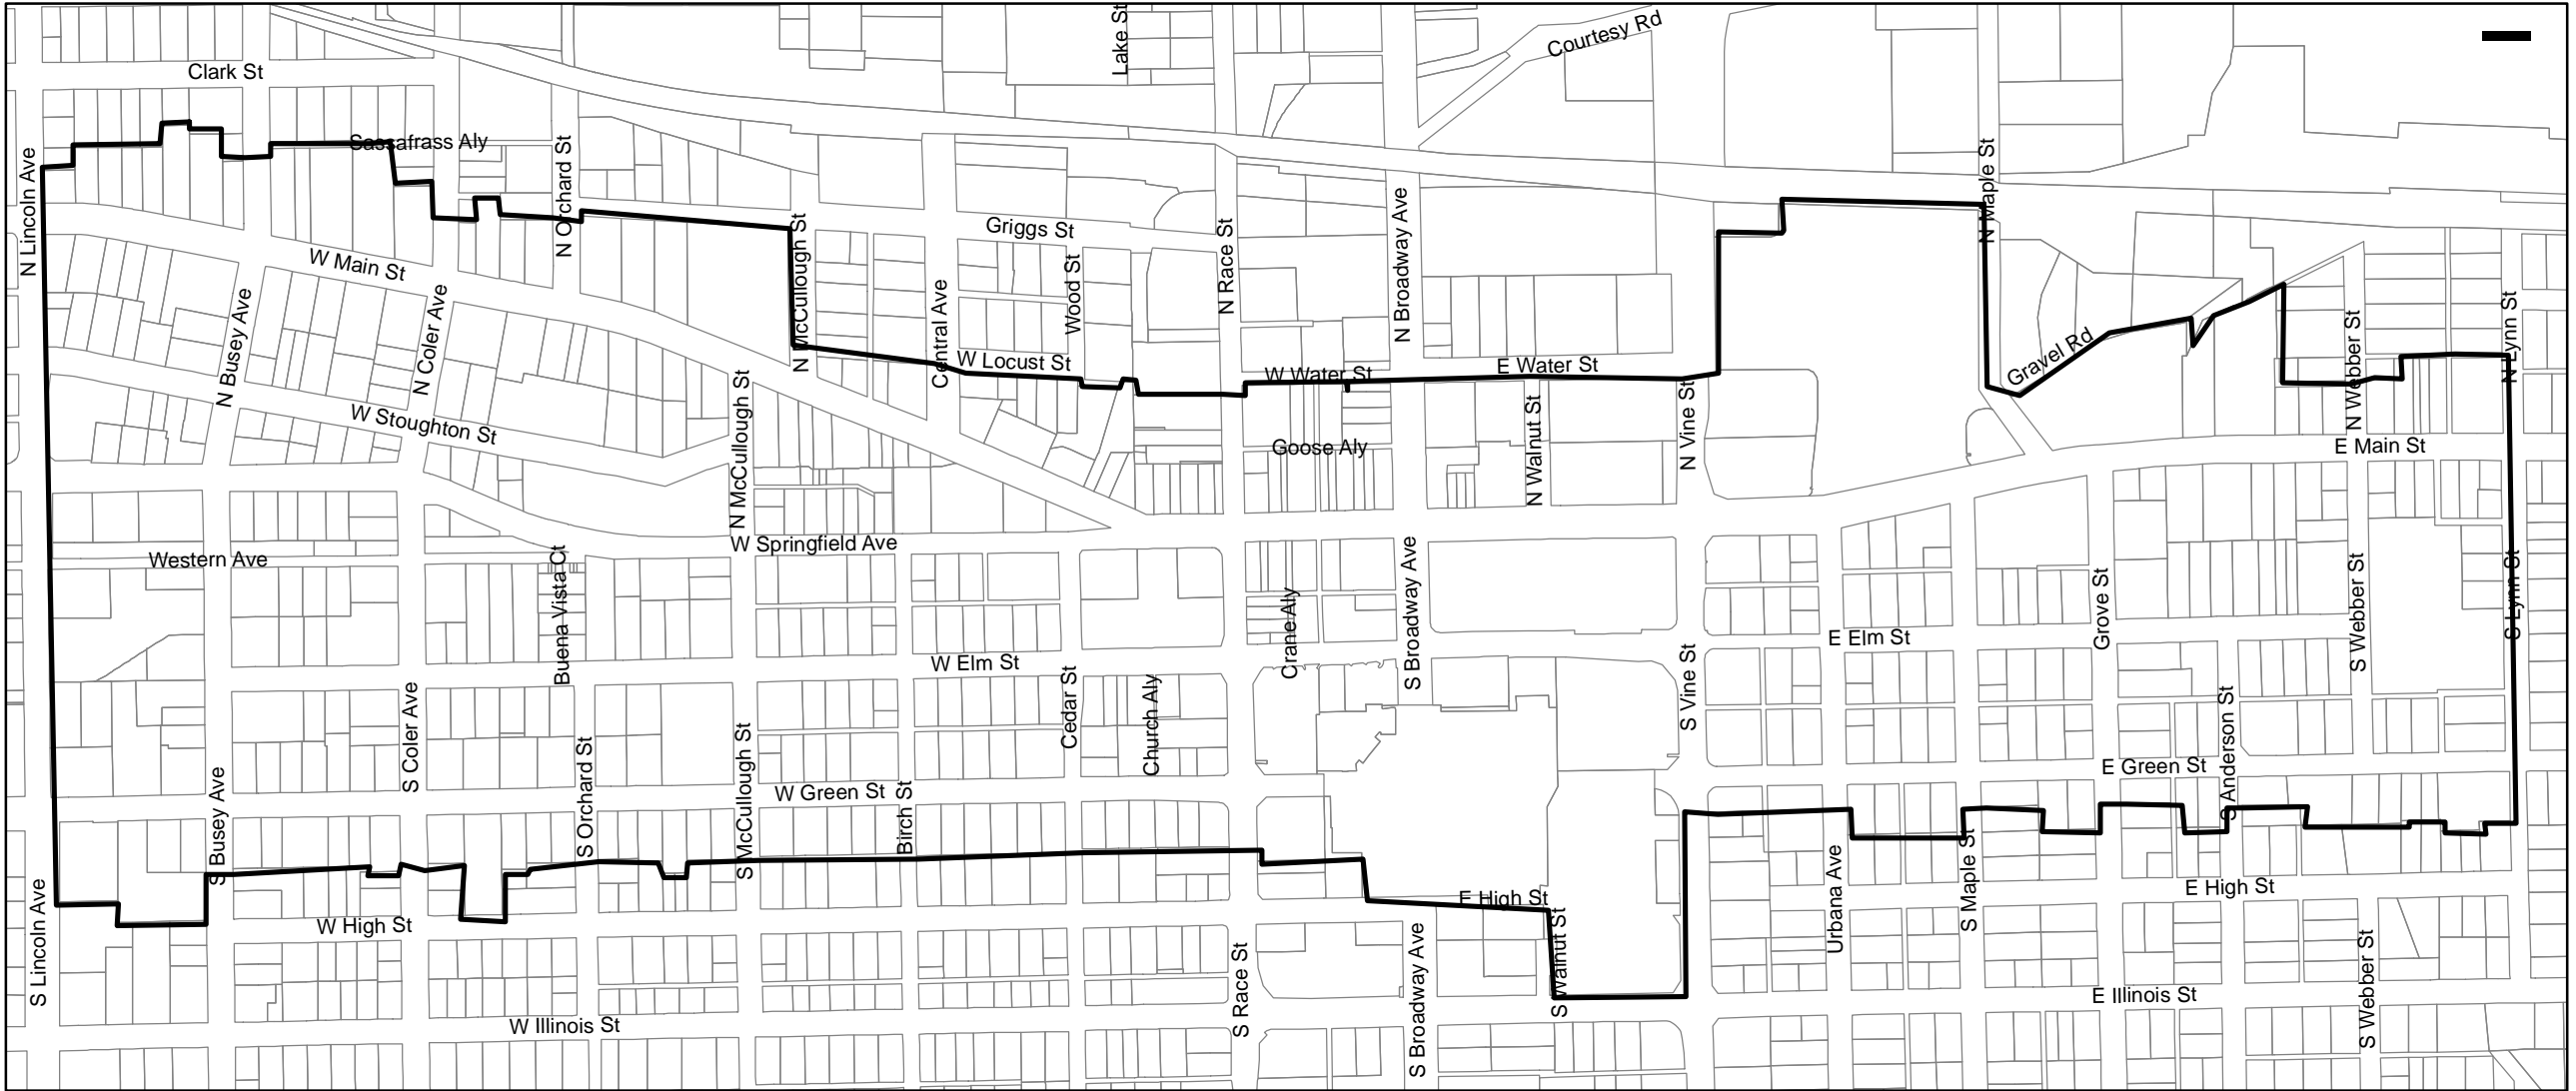 Lake St
Courtesy Rd
Clark St
Sassafrass Aly
N Lincoln Ave
N Orchard St
N Maple St
Griggs St
N McCullough St
N Race St
N Broadway Ave
W Main St
Wood St
N Busey Ave
N Coler Ave
Central Ave
W Locust St
W Water St
E Water St
Gravel Rd
N Webber St
N Lynn St
N McCullough St
W Stoughton St
N Walnut St
N Vine St
Goose Aly
E Main St
W Springfield Ave
Western Ave
Buena Vista Ct
S Broadway Ave
Crane Aly
Grove St
S Webber St
S Lynn St
E Elm St
W Elm St
Cedar St
Church Aly
S Vine St
S Coler Ave
S Orchard St
S McCullough St
S Anderson St
E Green St
W Green St
Birch St
S Busey Ave
Urbana Ave
S Maple St
E High St
E High St
W High St
S Lincoln Ave
S Walnut St
S Race St
S Broadway Ave
S Webber St
E Illinois St
W Illinois St